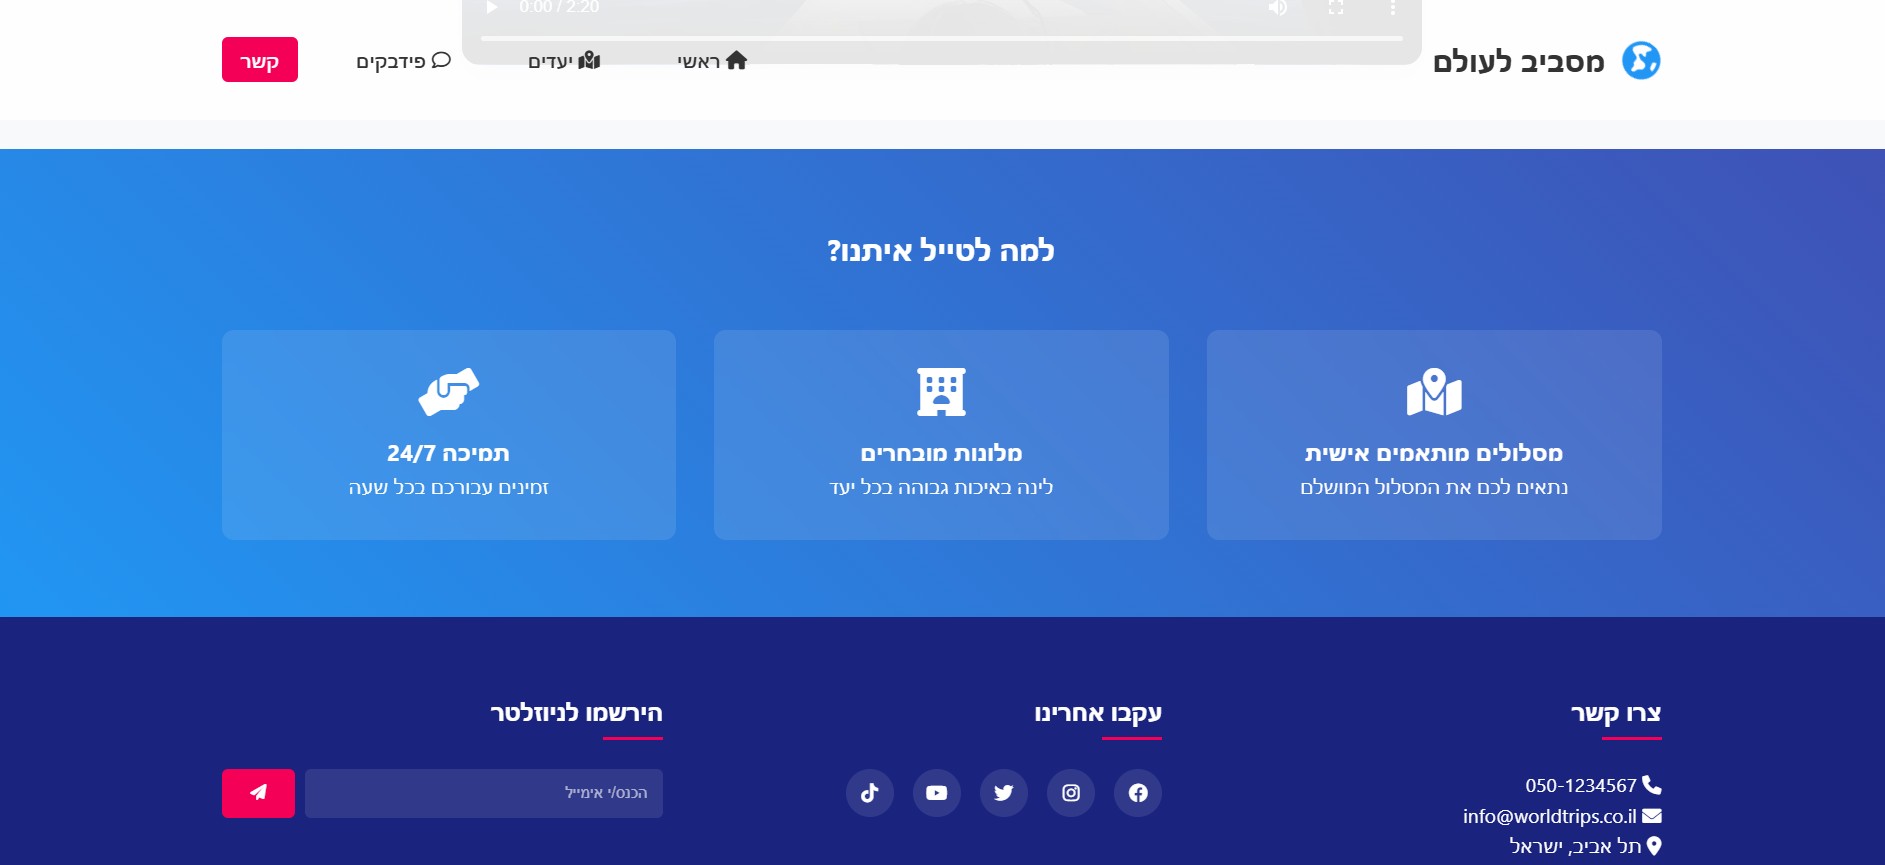 0:00 / 2:20
מסביב לעולם
ראשי
יעדים
פידבקים
קשר
למה לטייל איתנו?
מסלולים מותאמים אישית
נתאים לכם את המסלול המושלם
מלונות מובחרים
לינה באיכות גבוהה בכל יעד
תמיכה 24/7
זמינים עבורכם בכל שעה
צרו קשר
050-1234567
info@worldtrips.co.il
תל אביב, ישראל
עקבו אחרינו
הירשמו לניוזלטר
הכנס/י אימייל